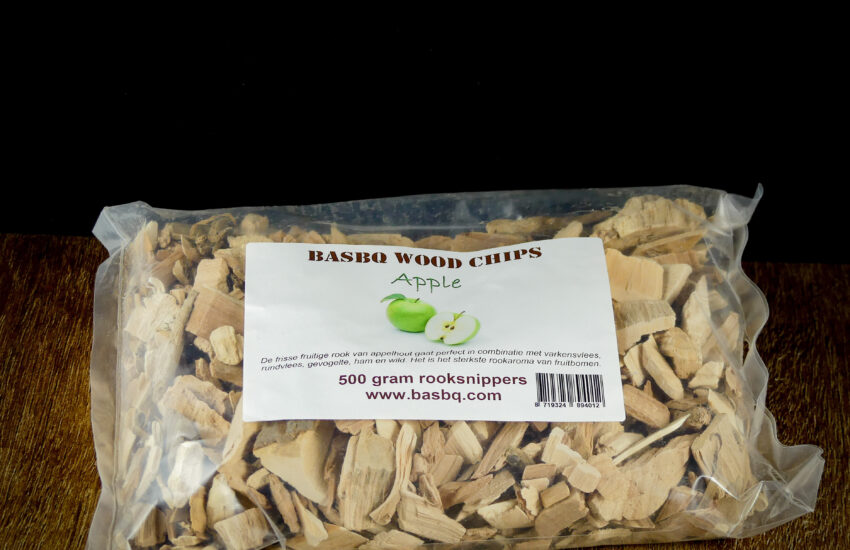 BASBQ WOOD CHIPS
Apple
De frisse fruitige rook van appelhout gaat perfect in combinatie met varkensvlees,
rundvlees, gevogelte, ham en wild. Het is het sterkste rookaroma van fruitbomen.
500 gram rooksnippers
www.basbq.com
8 719324 894012